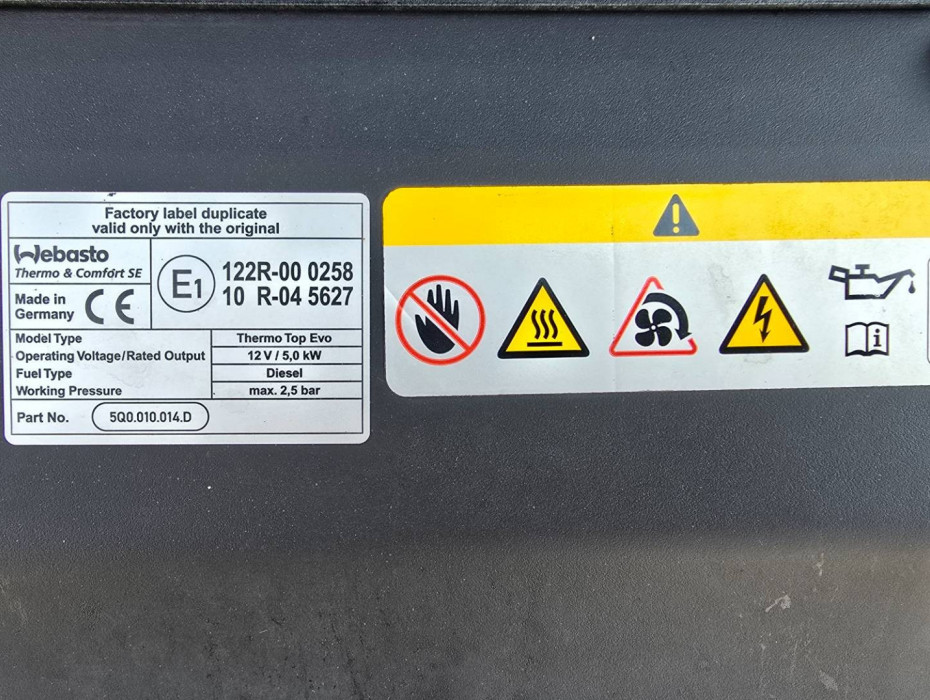 Factory label duplicate
valid only with the original
Webasto
Thermo & Comfort SE
Made in
Germany
CE
E1
122R-00 0258
10 R-04 5627
Model Type Thermo Top Evo
Operating Voltage/Rated Output 12 V / 5,0 kW
Fuel Type Diesel
Working Pressure max. 2,5 bar
Part No. 5Q0.010.014.D